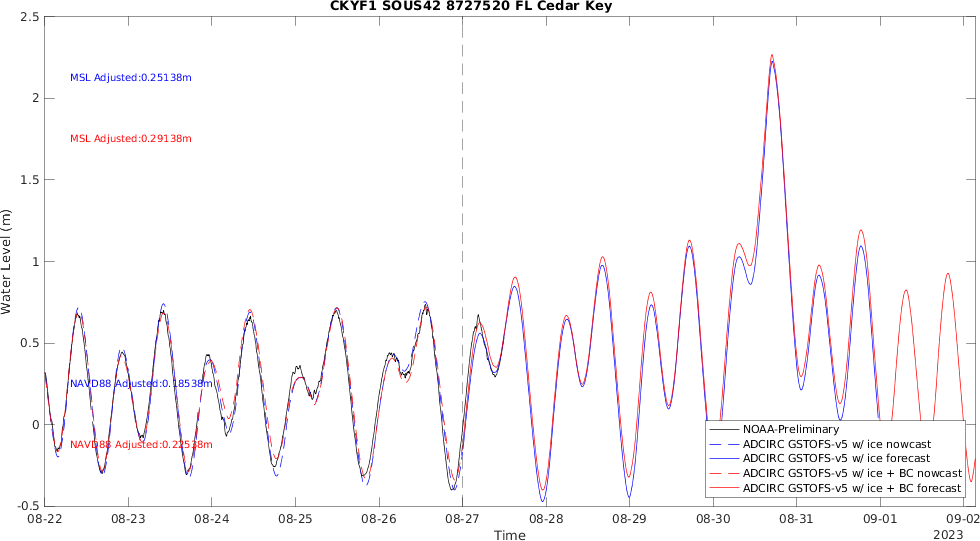 CKYF1 SOUS42 8727520 FL Cedar Key
2.5
2
1.5
1
0.5
0
-0.5
Water Level (m)
MSL Adjusted:0.25138m
MSL Adjusted:0.29138m
NAVD88 Adjusted:0.18538m
NAVD88 Adjusted:0.22538m
NOAA-Preliminary
ADCIRC GSTOFS-v5 w/ ice nowcast
ADCIRC GSTOFS-v5 w/ ice forecast
ADCIRC GSTOFS-v5 w/ice + BC nowcast
ADCIRC GSTOFS-v5 w/ice + BC forecast
08-22 08-23 08-24 08-25 08-26 08-27 08-28 08-29 08-30 08-31 09-01 09-02
Time
2023